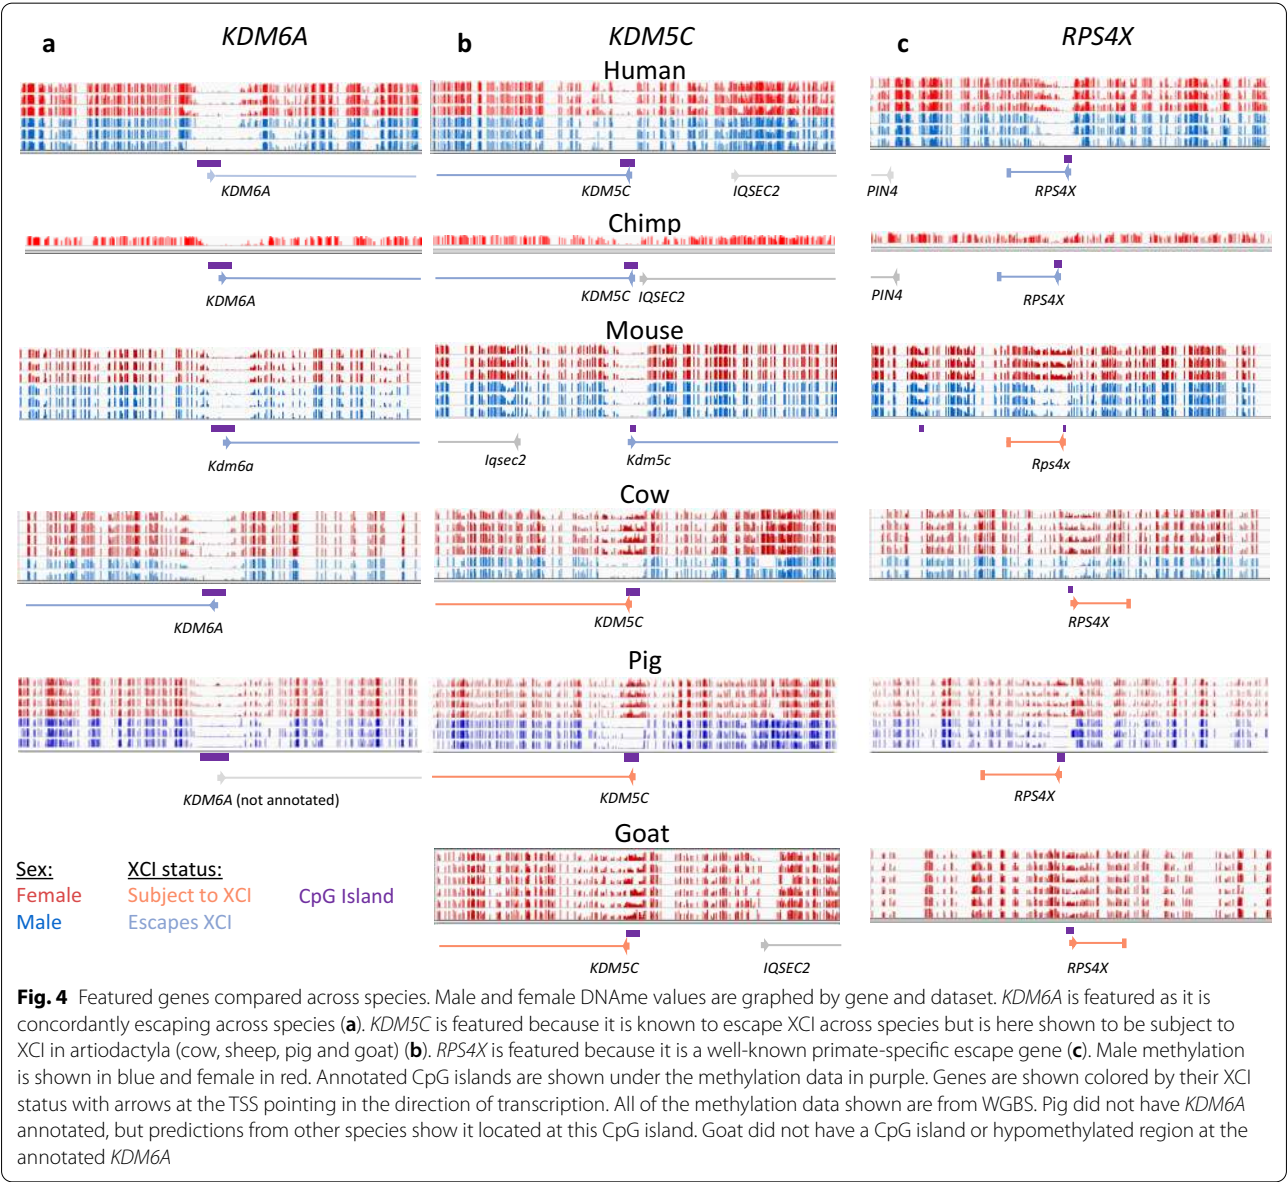 a KDM6A b KDM5C c RPS4X
Human
KDM6A KDM5C IQSEC2 PIN4 RPS4X
Chimp
KDM6A KDM5C IQSEC2 PIN4 RPS4X
Mouse
Kdm6a Iqsec2 Kdm5c Rps4x
Cow
KDM6A KDM5C RPS4X
Pig
KDM6A (not annotated) KDM5C RPS4X
Goat
Sex: XCI status:
Female Subject to XCI CpG Island
Male Escapes XCI
KDM5C IQSEC2 RPS4X
Fig. 4 Featured genes compared across species. Male and female DNAme values are graphed by gene and dataset. KDM6A is featured as it is
concordantly escaping across species (a). KDM5C is featured because it is known to escape XCI across species but is here shown to be subject to
XCI in artiodactyla (cow, sheep, pig and goat) (b). RPS4X is featured because it is a well-known primate-specific escape gene (c). Male methylation
is shown in blue and female in red. Annotated CpG islands are shown under the methylation data in purple. Genes are shown colored by their XCI
status with arrows at the TSS pointing in the direction of transcription. All of the methylation data shown are from WGBS. Pig did not have KDM6A
annotated, but predictions from other species show it located at this CpG island. Goat did not have a CpG island or hypomethylated region at the
annotated KDM6A